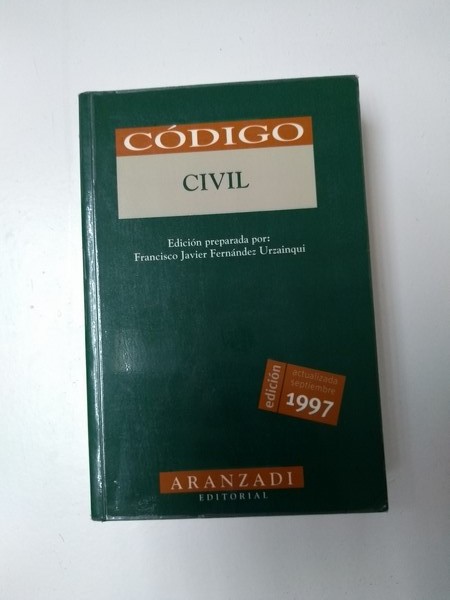 CÓDIGO
CIVIL
Edición preparada por:
Francisco Javier Fernández Urzainqui
edición
actualizada
septiembre
1997
ARANZADI
EDITORIAL